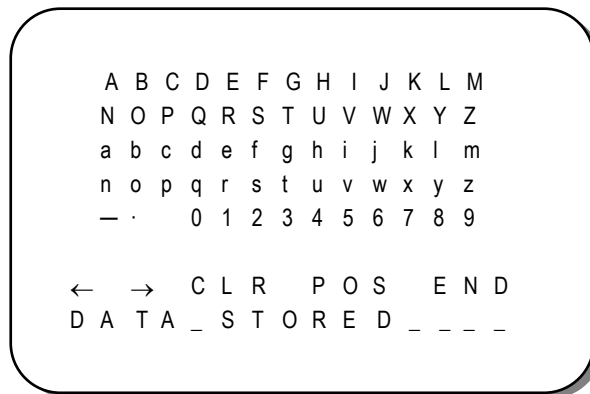 A B C D E F G H I J K L M
N O P Q R S T U V W X Y Z
a b c d e f g h i j k l m
n o p q r s t u v w x y z
— · 0 1 2 3 4 5 6 7 8 9
← → C L R P O S E N D
D A T A _ S T O R E D _ _ _ _